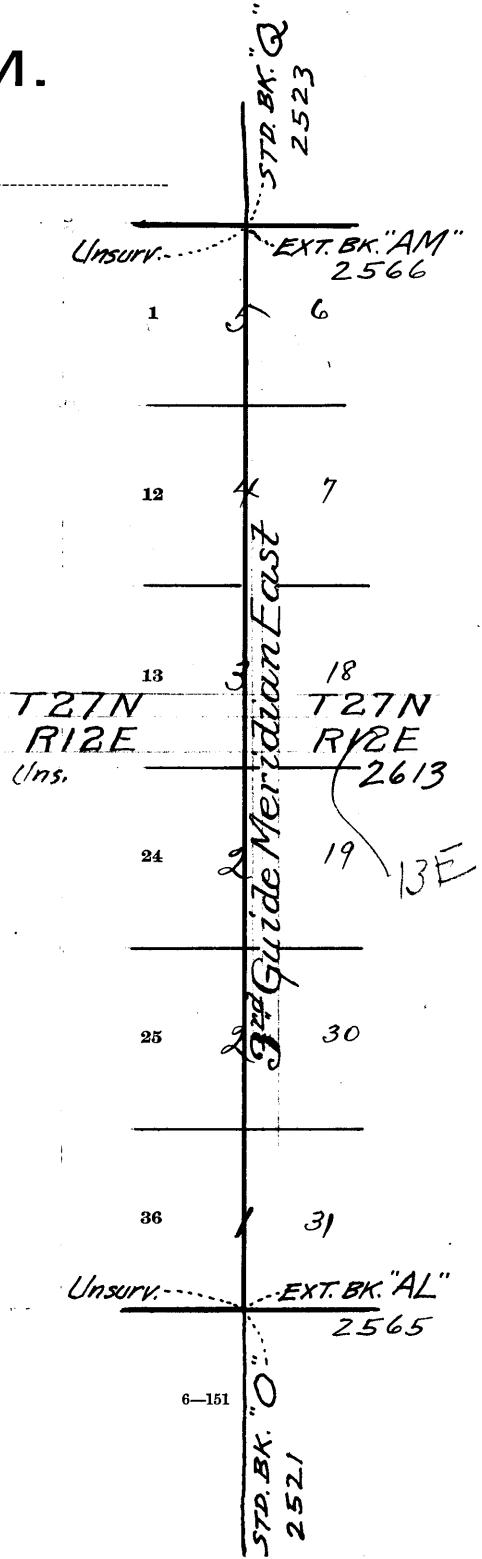 M.
STD. BK. "Q"
2523
Unsurv. EXT. BK. "AM"
2566
1 5 6
12 4 7
3rd Guide Meridian East
13 3 18
T27N T27N
R12E R12E
Uns. 2613
24 2 19
13E
25 2 30
36 1 31
Unsurv. EXT. BK. "AL"
2565
6—151
STD. BK. "O"
2521